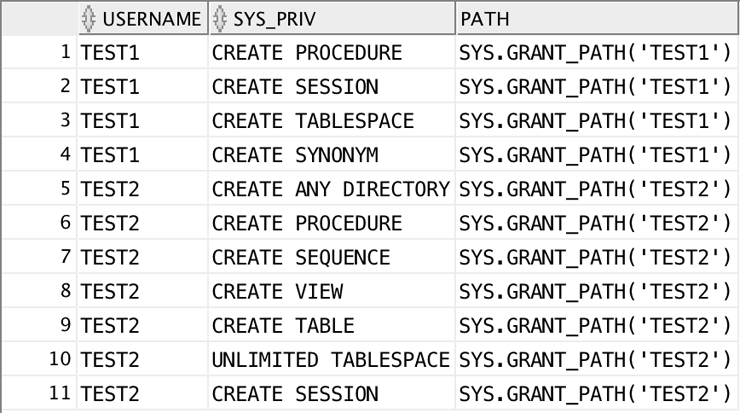 USERNAME SYS_PRIV PATH
1 TEST1 CREATE PROCEDURE SYS.GRANT_PATH('TEST1')
2 TEST1 CREATE SESSION SYS.GRANT_PATH('TEST1')
3 TEST1 CREATE TABLESPACE SYS.GRANT_PATH('TEST1')
4 TEST1 CREATE SYNONYM SYS.GRANT_PATH('TEST1')
5 TEST2 CREATE ANY DIRECTORY SYS.GRANT_PATH('TEST2')
6 TEST2 CREATE PROCEDURE SYS.GRANT_PATH('TEST2')
7 TEST2 CREATE SEQUENCE SYS.GRANT_PATH('TEST2')
8 TEST2 CREATE VIEW SYS.GRANT_PATH('TEST2')
9 TEST2 CREATE TABLE SYS.GRANT_PATH('TEST2')
10 TEST2 UNLIMITED TABLESPACE SYS.GRANT_PATH('TEST2')
11 TEST2 CREATE SESSION SYS.GRANT_PATH('TEST2')